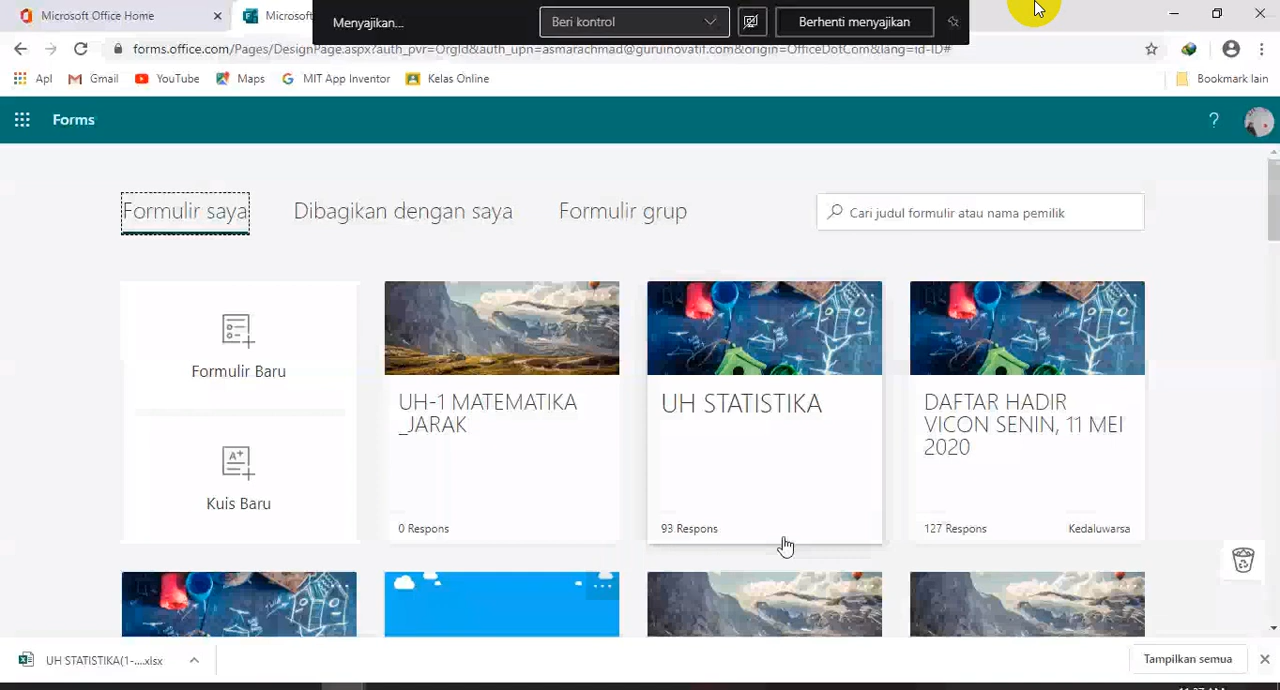 Microsoft Office Home
Microsoft
Menyajikan...
Beri kontrol
Berhenti menyajikan
forms.office.com/Pages/DesignPage.aspx?auth_pvr=OrgId&auth_upn=asmarachmad@guruinovatif.com&origin=OfficeDotCom&lang=id-ID#
Apl
Gmail
YouTube
Maps
MIT App Inventor
Kelas Online
Bookmark lain
Forms
?
Formulir saya
Dibagikan dengan saya
Formulir grup
Cari judul formulir atau nama pemilik
Formulir Baru
A+
Kuis Baru
UH-1 MATEMATIKA
_JARAK
0 Respons
UH STATISTIKA
93 Respons
DAFTAR HADIR
VICON SENIN, 11 MEI
2020
127 Respons
Kedaluwarsa
UH STATISTIKA(1-....xlsx
Tampilkan semua